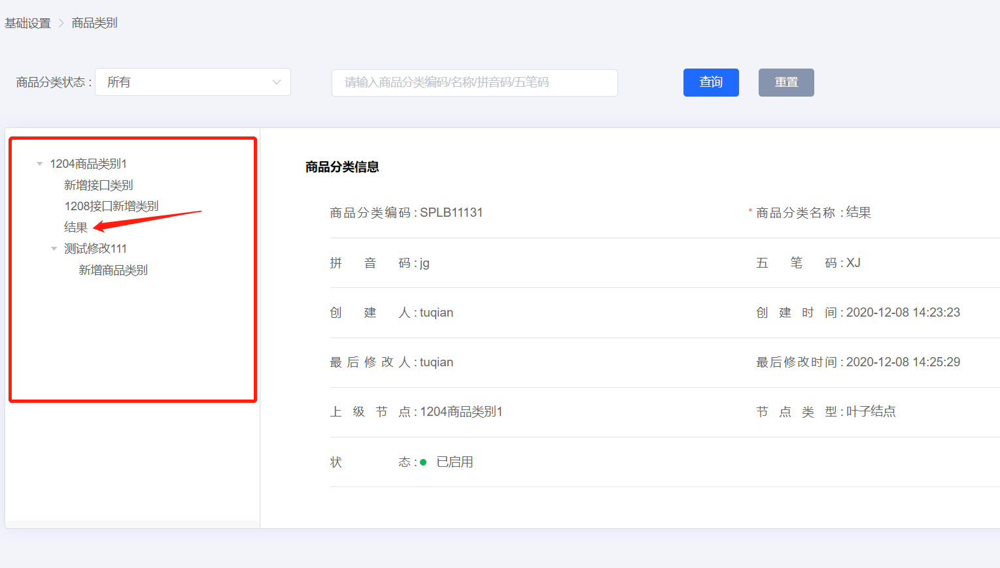 基础设置 > 商品类别
商品分类状态 : 所有 请输入商品分类编码/名称/拼音码/五笔码 查询 重置
1204商品类别1
新增接口类别
1208接口新增类别
结果
测试修改111
新增商品类别
商品分类信息
商品分类编码 : SPLB11131 * 商品分类名称 : 结果
拼音码 : jg 五笔码 : XJ
创建人 : tuqian 创建时间 : 2020-12-08 14:23:23
最后修改人 : tuqian 最后修改时间 : 2020-12-08 14:25:29
上级节点 : 1204商品类别1 节点类型 : 叶子结点
状态 : 已启用